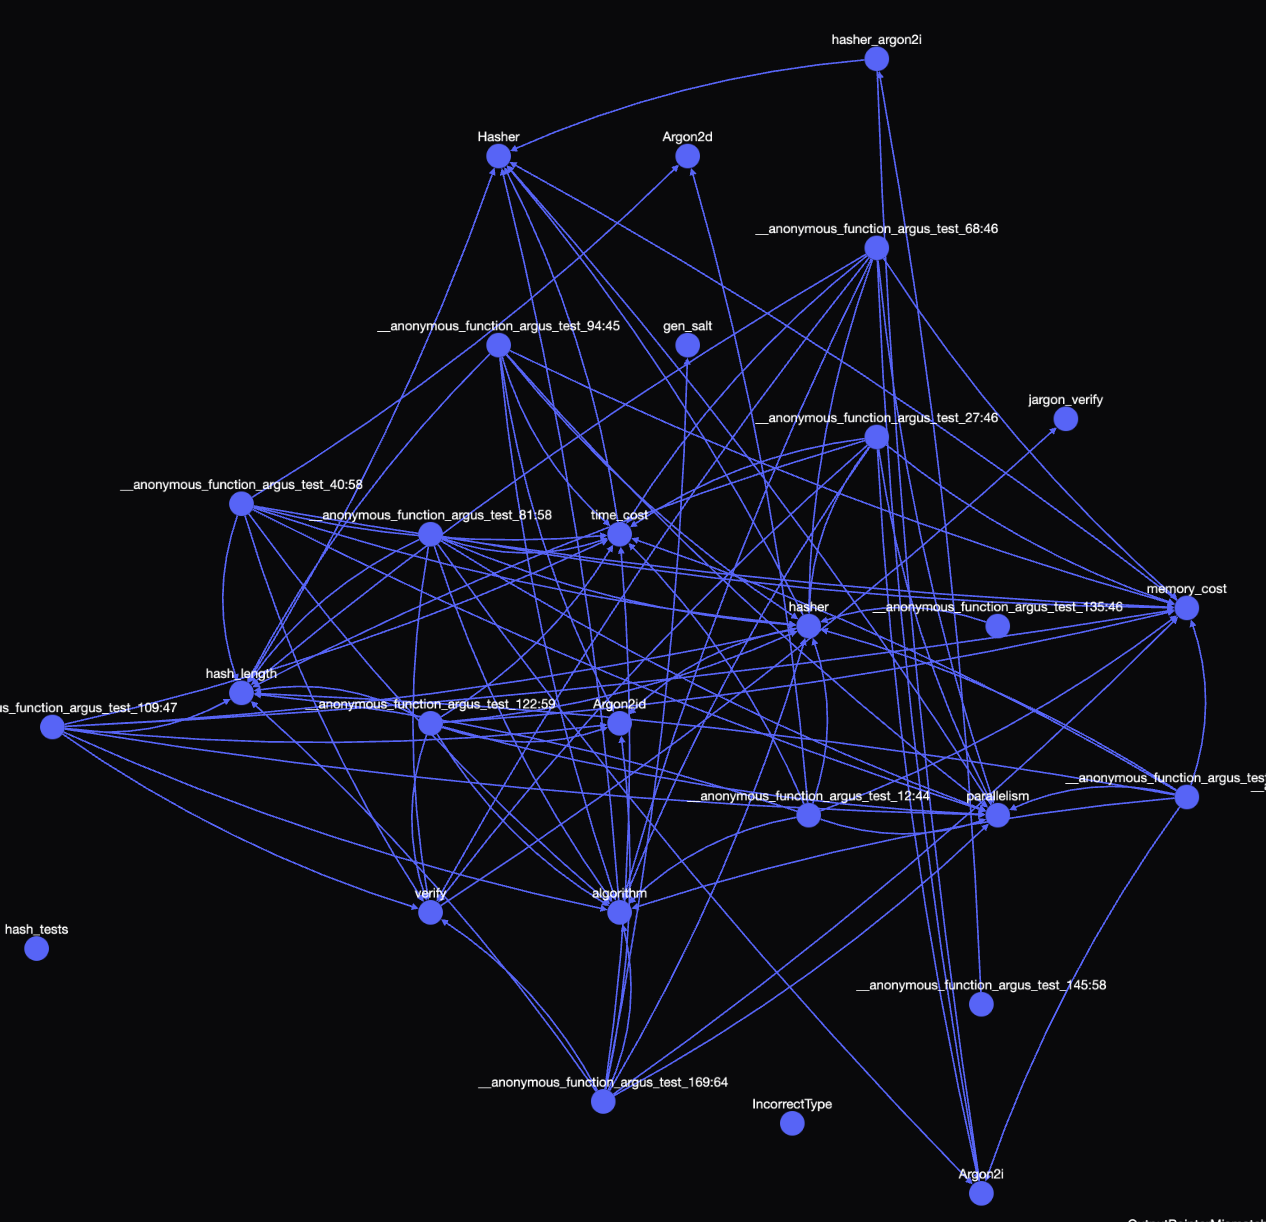 hasher_argon2i
Hasher
Argon2d
__anonymous_function_argus_test_68:46
__anonymous_function_argus_test_94:45
gen_salt
jargon_verify
__anonymous_function_argus_test_27:46
__anonymous_function_argus_test_40:58
__anonymous_function_argus_test_81:58
time_cost
memory_cost
hasher
__anonymous_function_argus_test_135:46
hash_length
us_function_argus_test_109:47
__anonymous_function_argus_test_122:59
Argon2id
__anonymous_function_argus_test
__anonymous_function_argus_test_12:44
parallelism
verify
algorithm
hash_tests
__anonymous_function_argus_test_145:58
__anonymous_function_argus_test_169:64
IncorrectType
Argon2i